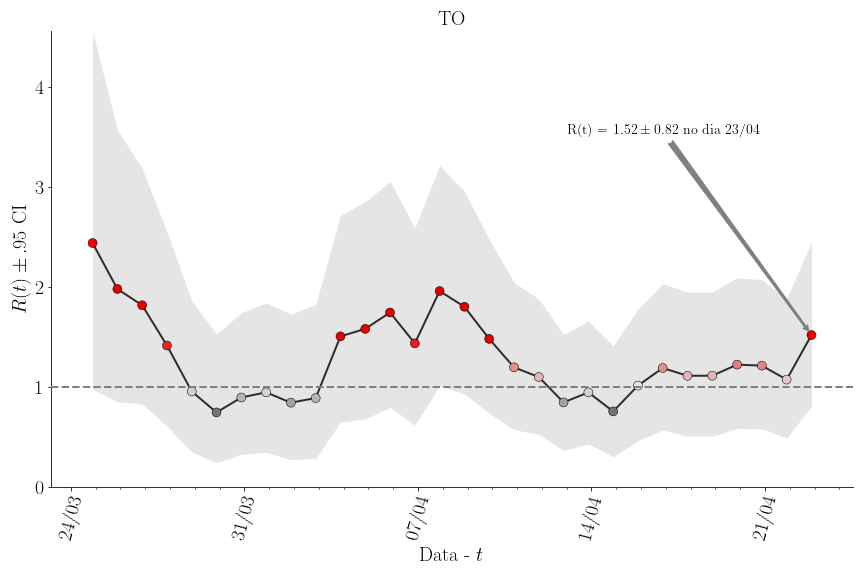 TO
R(t) = 1.52 ± 0.82 no dia 23/04
R(t) ± .95 CI
4
3
2
1
0
24/03
31/03
07/04
14/04
21/04
Data - t